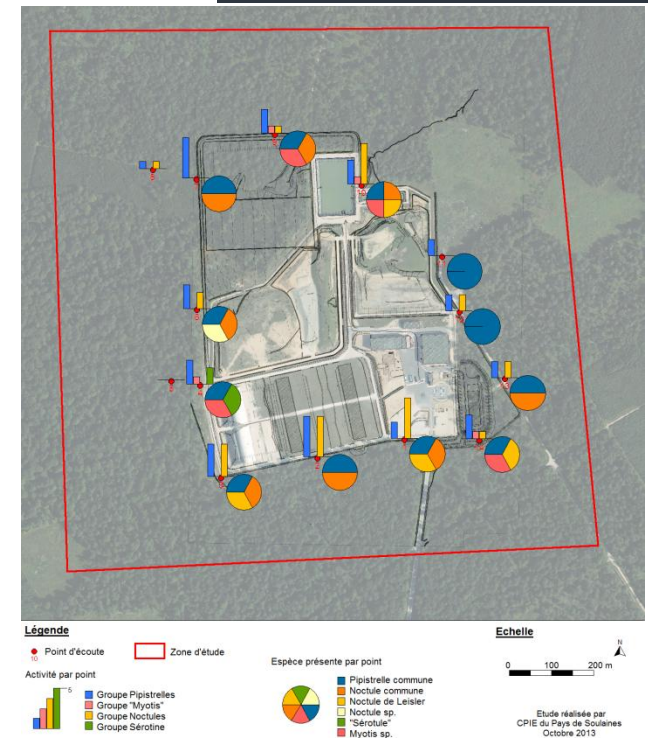 Légende
Point d'écoute
10
Zone d'étude
Activité par point
5
Groupe Pipistrelles
Groupe "Myotis"
Groupe Noctules
Groupe Sérotine
Espèce présente par point
Pipistrelle commune
Noctule commune
Noctule de Leisler
Noctule sp.
"Sérotule"
Myotis sp.
Echelle
N
0 100 200 m
Etude réalisée par
CPIE du Pays de Soulaines
Octobre 2013